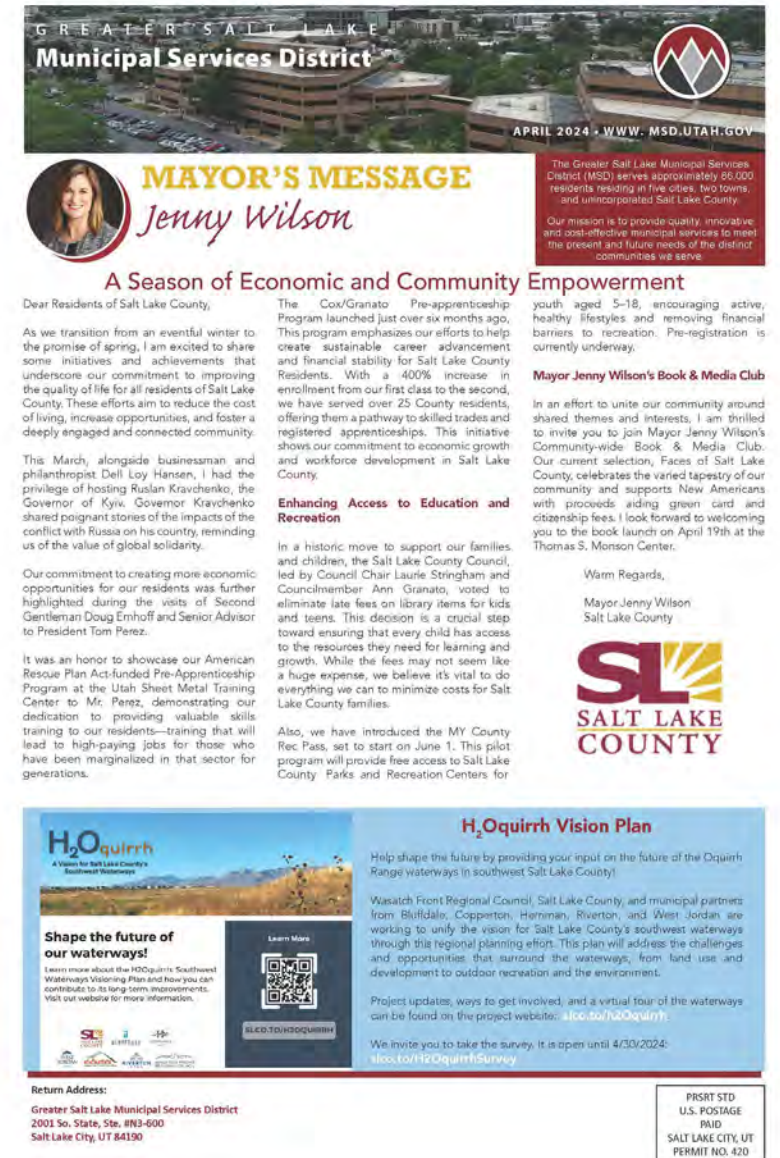 GREATER SALT LAKE
Municipal Services District
APRIL 2024 • WWW. MSD.UTAH.GOV
MAYOR'S MESSAGE
Jenny Wilson
The Greater Salt Lake Municipal Services
District (MSD) serves approximately 86,000
residents residing in five cities, two towns,
and unincorporated Salt Lake County.
Our mission is to provide quality, innovative
and cost-effective municipal services to meet
the present and future needs of the distinct
communities we serve
A Season of Economic and Community Empowerment
Dear Residents of Salt Lake County,
As we transition from an eventful winter to
the promise of spring, I am excited to share
some initiatives and achievements that
underscore our commitment to improving
the quality of life for all residents of Salt Lake
County. These efforts aim to reduce the cost
of living, increase opportunities, and foster a
deeply engaged and connected community.
This March, alongside businessman and
philanthropist Dell Loy Hansen, I had the
privilege of hosting Ruslan Kravchenko, the
Governor of Kyiv. Governor Kravchenko
shared poignant stories of the impacts of the
conflict with Russia on his country, reminding
us of the value of global solidarity.
Our commitment to creating more economic
opportunities for our residents was further
highlighted during the visits of Second
Gentleman Doug Emhoff and Senior Advisor
to President Tom Perez.
It was an honor to showcase our American
Rescue Plan Act-funded Pre-Apprenticeship
Program at the Utah Sheet Metal Training
Center to Mr. Perez, demonstrating our
dedication to providing valuable skills
training to our residents—training that will
lead to high-paying jobs for those who
have been marginalized in that sector for
generations.
The Cox/Granato Pre-apprenticeship
Program launched just over six months ago,
This program emphasizes our efforts to help
create sustainable career advancement
and financial stability for Salt Lake County
Residents. With a 400% increase in
enrollment from our first class to the second,
we have served over 25 County residents,
offering them a pathway to skilled trades and
registered apprenticeships. This initiative
shows our commitment to economic growth
and workforce development in Salt Lake
County.
Enhancing Access to Education and
Recreation
In a historic move to support our families
and children, the Salt Lake County Council,
led by Council Chair Laurie Stringham and
Councilmember Ann Granato, voted to
eliminate late fees on library items for kids
and teens. This decision is a crucial step
toward ensuring that every child has access
to the resources they need for learning and
growth. While the fees may not seem like
a huge expense, we believe it's vital to do
everything we can to minimize costs for Salt
Lake County families.
Also, we have introduced the MY County
Rec Pass, set to start on June 1. This pilot
program will provide free access to Salt Lake
County Parks and Recreation Centers for
youth aged 5–18, encouraging active,
healthy lifestyles and removing financial
barriers to recreation. Pre-registration is
currently underway.
Mayor Jenny Wilson's Book & Media Club
In an effort to unite our community around
shared themes and interests, I am thrilled
to invite you to join Mayor Jenny Wilson's
Community-wide Book & Media Club.
Our current selection, Faces of Salt Lake
County, celebrates the varied tapestry of our
community and supports New Americans
with proceeds aiding green card and
citizenship fees. I look forward to welcoming
you to the book launch on April 19th at the
Thomas S. Monson Center.
Warm Regards,
Mayor Jenny Wilson
Salt Lake County
SL
SALT LAKE
COUNTY
H2Oquirrh
A Vision for Salt Lake County's
Southwest Waterways
Shape the future of
our waterways!
Learn more about the H2Oquirrh Southwest
Waterways Visioning Plan and how you can
contribute to its long-term improvements.
Visit our website for more information.
Learn More
SLCO.TO/H2OQUIRRH
H2Oquirrh Vision Plan
Help shape the future by providing your input on the future of the Oquirrh
Range waterways in southwest Salt Lake County!
Wasatch Front Regional Council, Salt Lake County, and municipal partners
from Bluffdale, Copperton, Herriman, Riverton, and West Jordan are
working to unify the vision for Salt Lake County's southwest waterways
through this regional planning effort. This plan will address the challenges
and opportunities that surround the waterways, from land use and
development to outdoor recreation and the environment.
Project updates, ways to get involved, and a virtual tour of the waterways
can be found on the project website: slco.to/h2Oquirrh
We invite you to take the survey. It is open until 4/30/2024:
slco.to/H2OquirrhSurvey
Return Address:
Greater Salt Lake Municipal Services District
2001 So. State, Ste. #N3-600
Salt Lake City, UT 84190
PRSRT STD
U.S. POSTAGE
PAID
SALT LAKE CITY, UT
PERMIT NO. 420